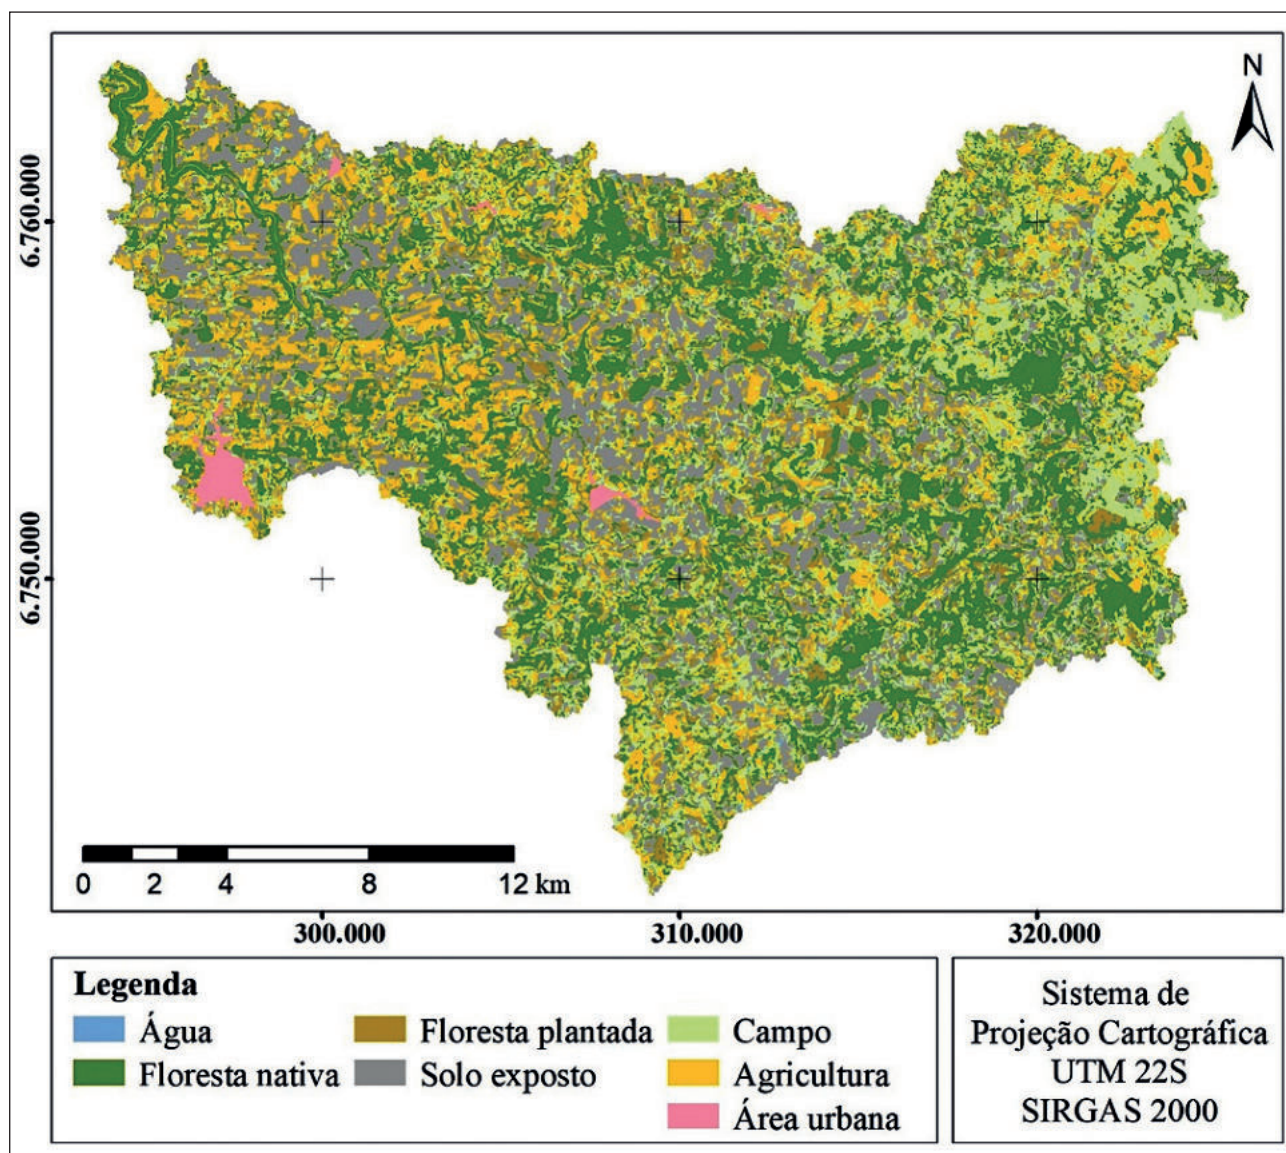 N
6.760.000
6.750.000
0 2 4 8 12 km
300.000 310.000 320.000
Legenda
Água
Floresta nativa
Floresta plantada
Solo exposto
Campo
Agricultura
Área urbana
Sistema de
Projeção Cartográfica
UTM 22S
SIRGAS 2000